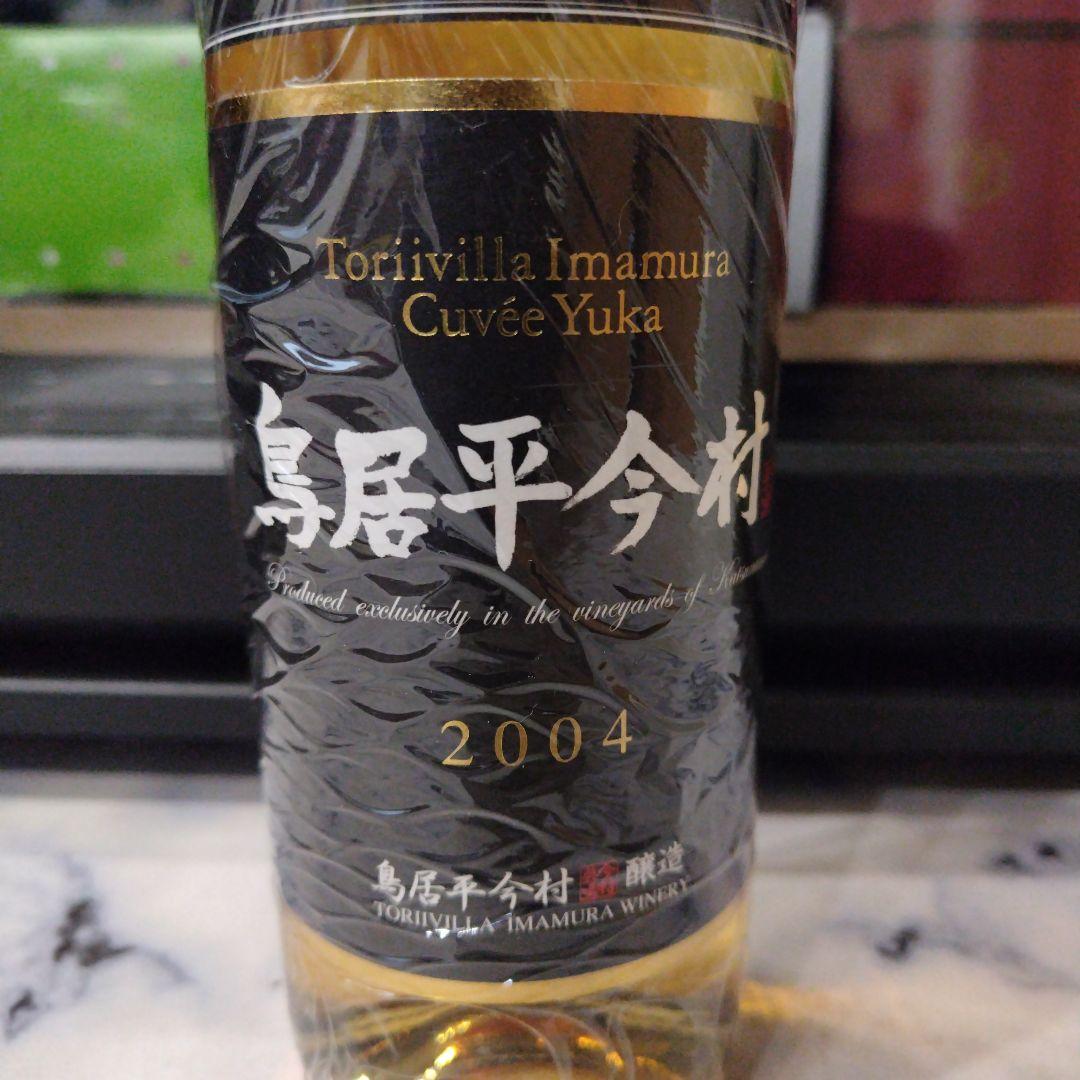 Toriivilla Imamura
Cuvée Yuka
鳥居平今村
Produced exclusively in the vineyards of
2004
鳥居平今村 醸造
TORIIVILLA IMAMURA WINERY